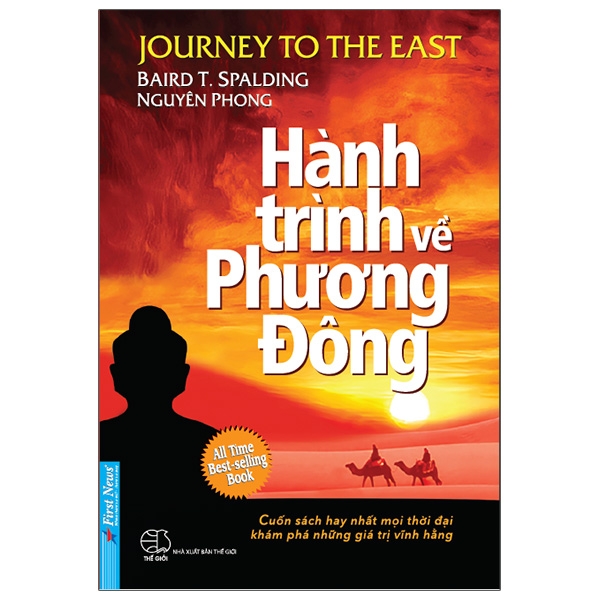 JOURNEY TO THE EAST
BAIRD T. SPALDING
NGUYÊN PHONG
Hành
trình về
Phương
Đông
All Time
Best-selling
Book
Cuốn sách hay nhất mọi thời đại
khám phá những giá trị vĩnh hằng
First News
THẾ GIỚI
NHÀ XUẤT BẢN THẾ GIỚI